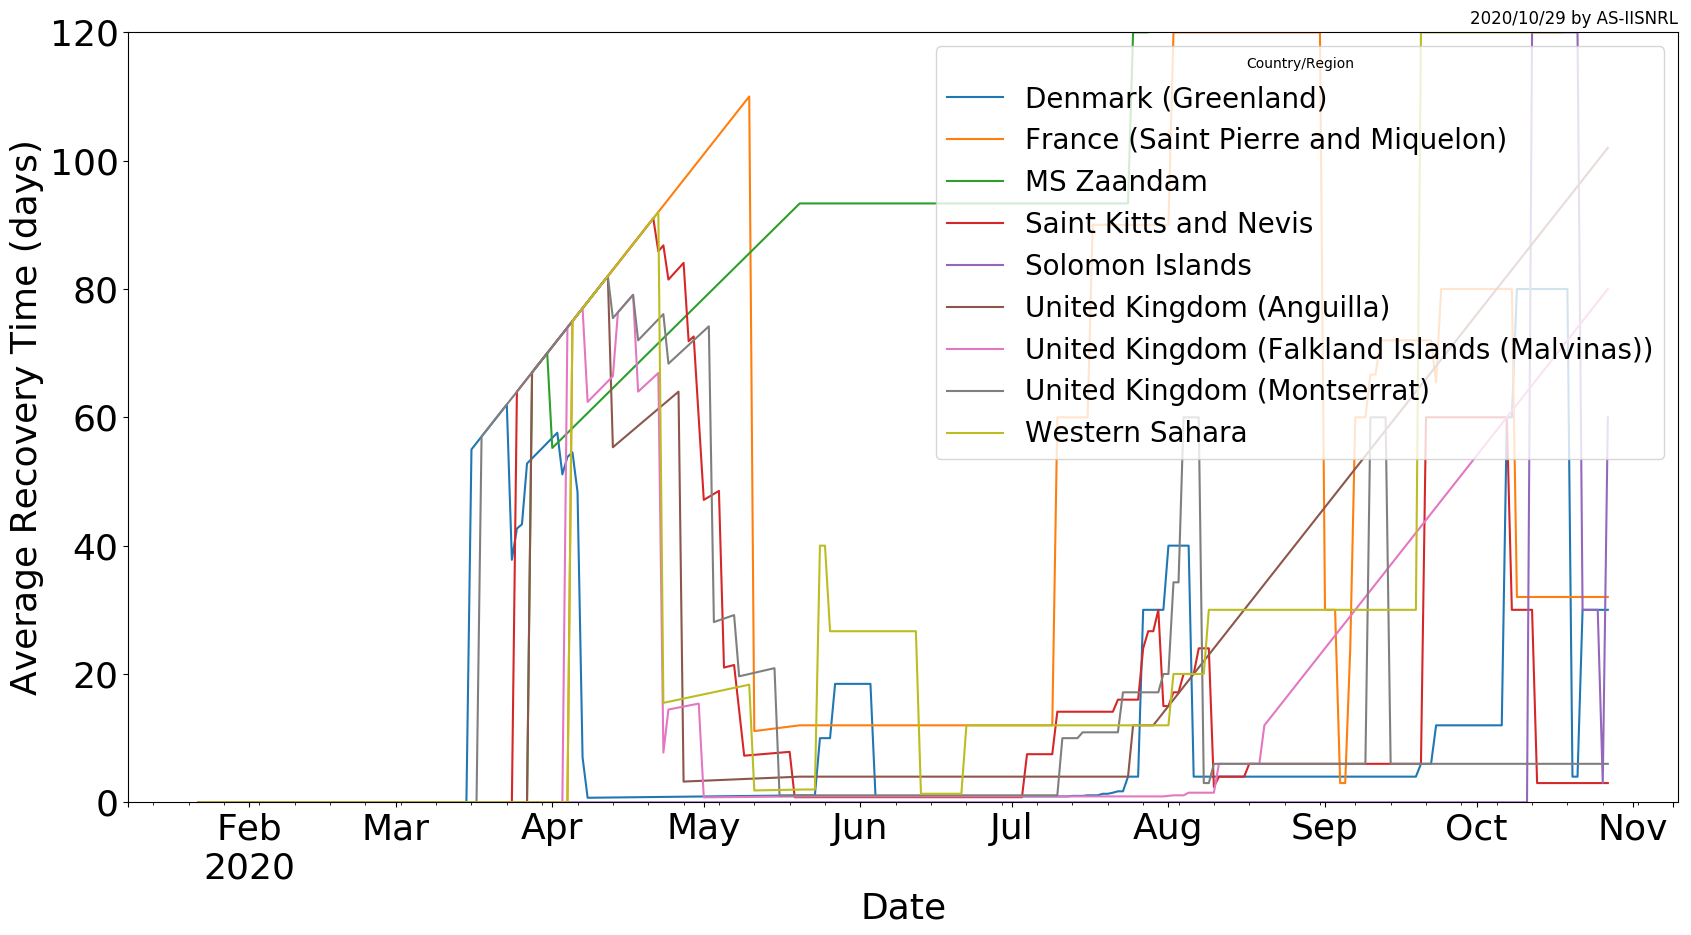 2020/10/29 by AS-IISNRL
Average Recovery Time (days)
120
100
80
60
40
20
0
Country/Region
Denmark (Greenland)
France (Saint Pierre and Miquelon)
MS Zaandam
Saint Kitts and Nevis
Solomon Islands
United Kingdom (Anguilla)
United Kingdom (Falkland Islands (Malvinas))
United Kingdom (Montserrat)
Western Sahara
Feb Mar Apr May Jun Jul Aug Sep Oct Nov
2020
Date